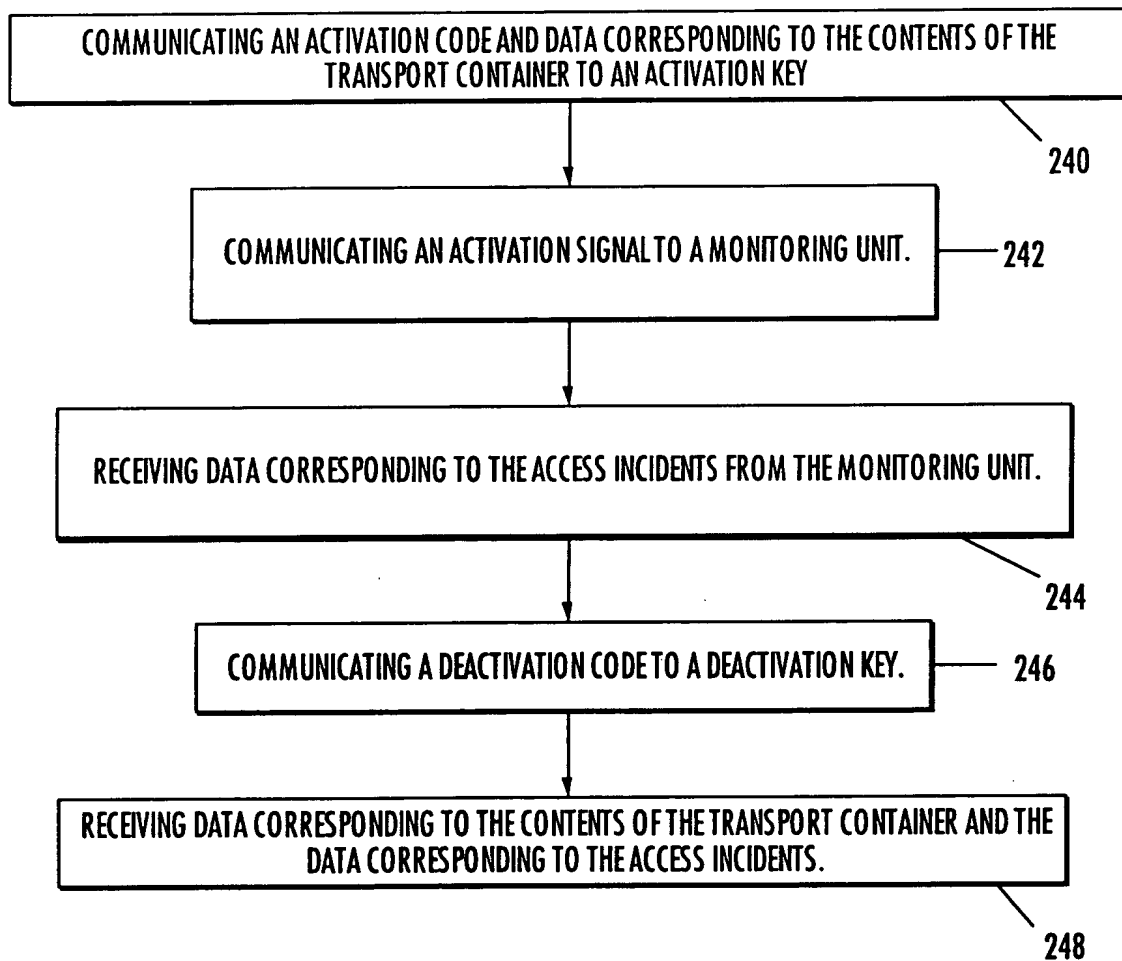 COMMUNICATING AN ACTIVATION CODE AND DATA CORRESPONDING TO THE CONTENTS OF THE
TRANSPORT CONTAINER TO AN ACTIVATION KEY
240
COMMUNICATING AN ACTIVATION SIGNAL TO A MONITORING UNIT.
242
RECEIVING DATA CORRESPONDING TO THE ACCESS INCIDENTS FROM THE MONITORING UNIT.
244
COMMUNICATING A DEACTIVATION CODE TO A DEACTIVATION KEY.
246
RECEIVING DATA CORRESPONDING TO THE CONTENTS OF THE TRANSPORT CONTAINER AND THE
DATA CORRESPONDING TO THE ACCESS INCIDENTS.
248